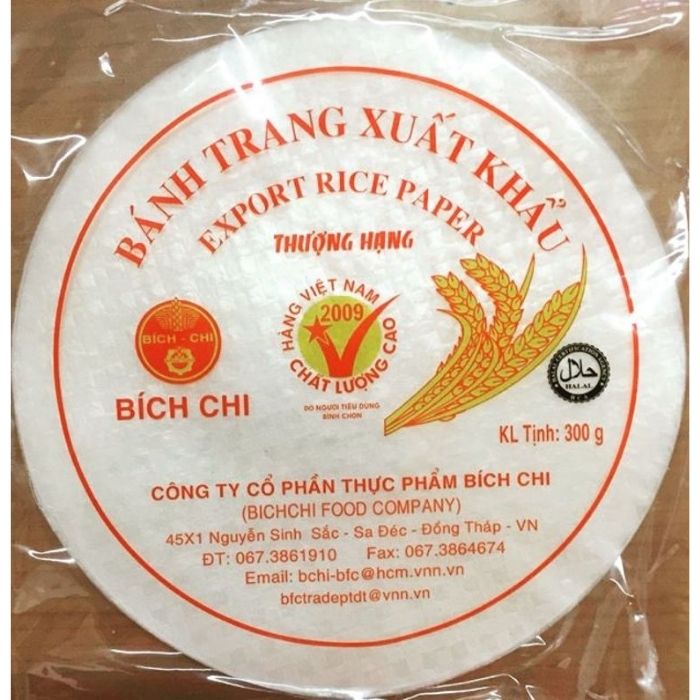 BÁNH TRANG XUẤT KHẨU
EXPORT RICE PAPER
THƯỢNG HẠNG
BÍCH - CHI
BÍCH CHI
HÀNG VIỆT NAM
2009
CHẤT LƯỢNG CAO
DO NGƯỜI TIÊU DÙNG
BÌNH CHỌN
حلال
HALAL
KL Tịnh: 300 g
CÔNG TY CỔ PHẦN THỰC PHẨM BÍCH CHI
(BICHCHI FOOD COMPANY)
45X1 Nguyễn Sinh Sắc - Sa Đéc - Đồng Tháp - VN
ĐT: 067.3861910 Fax: 067.3864674
Email: bchi-bfc@hcm.vnn.vn
bfctradeptdt@vnn.vn